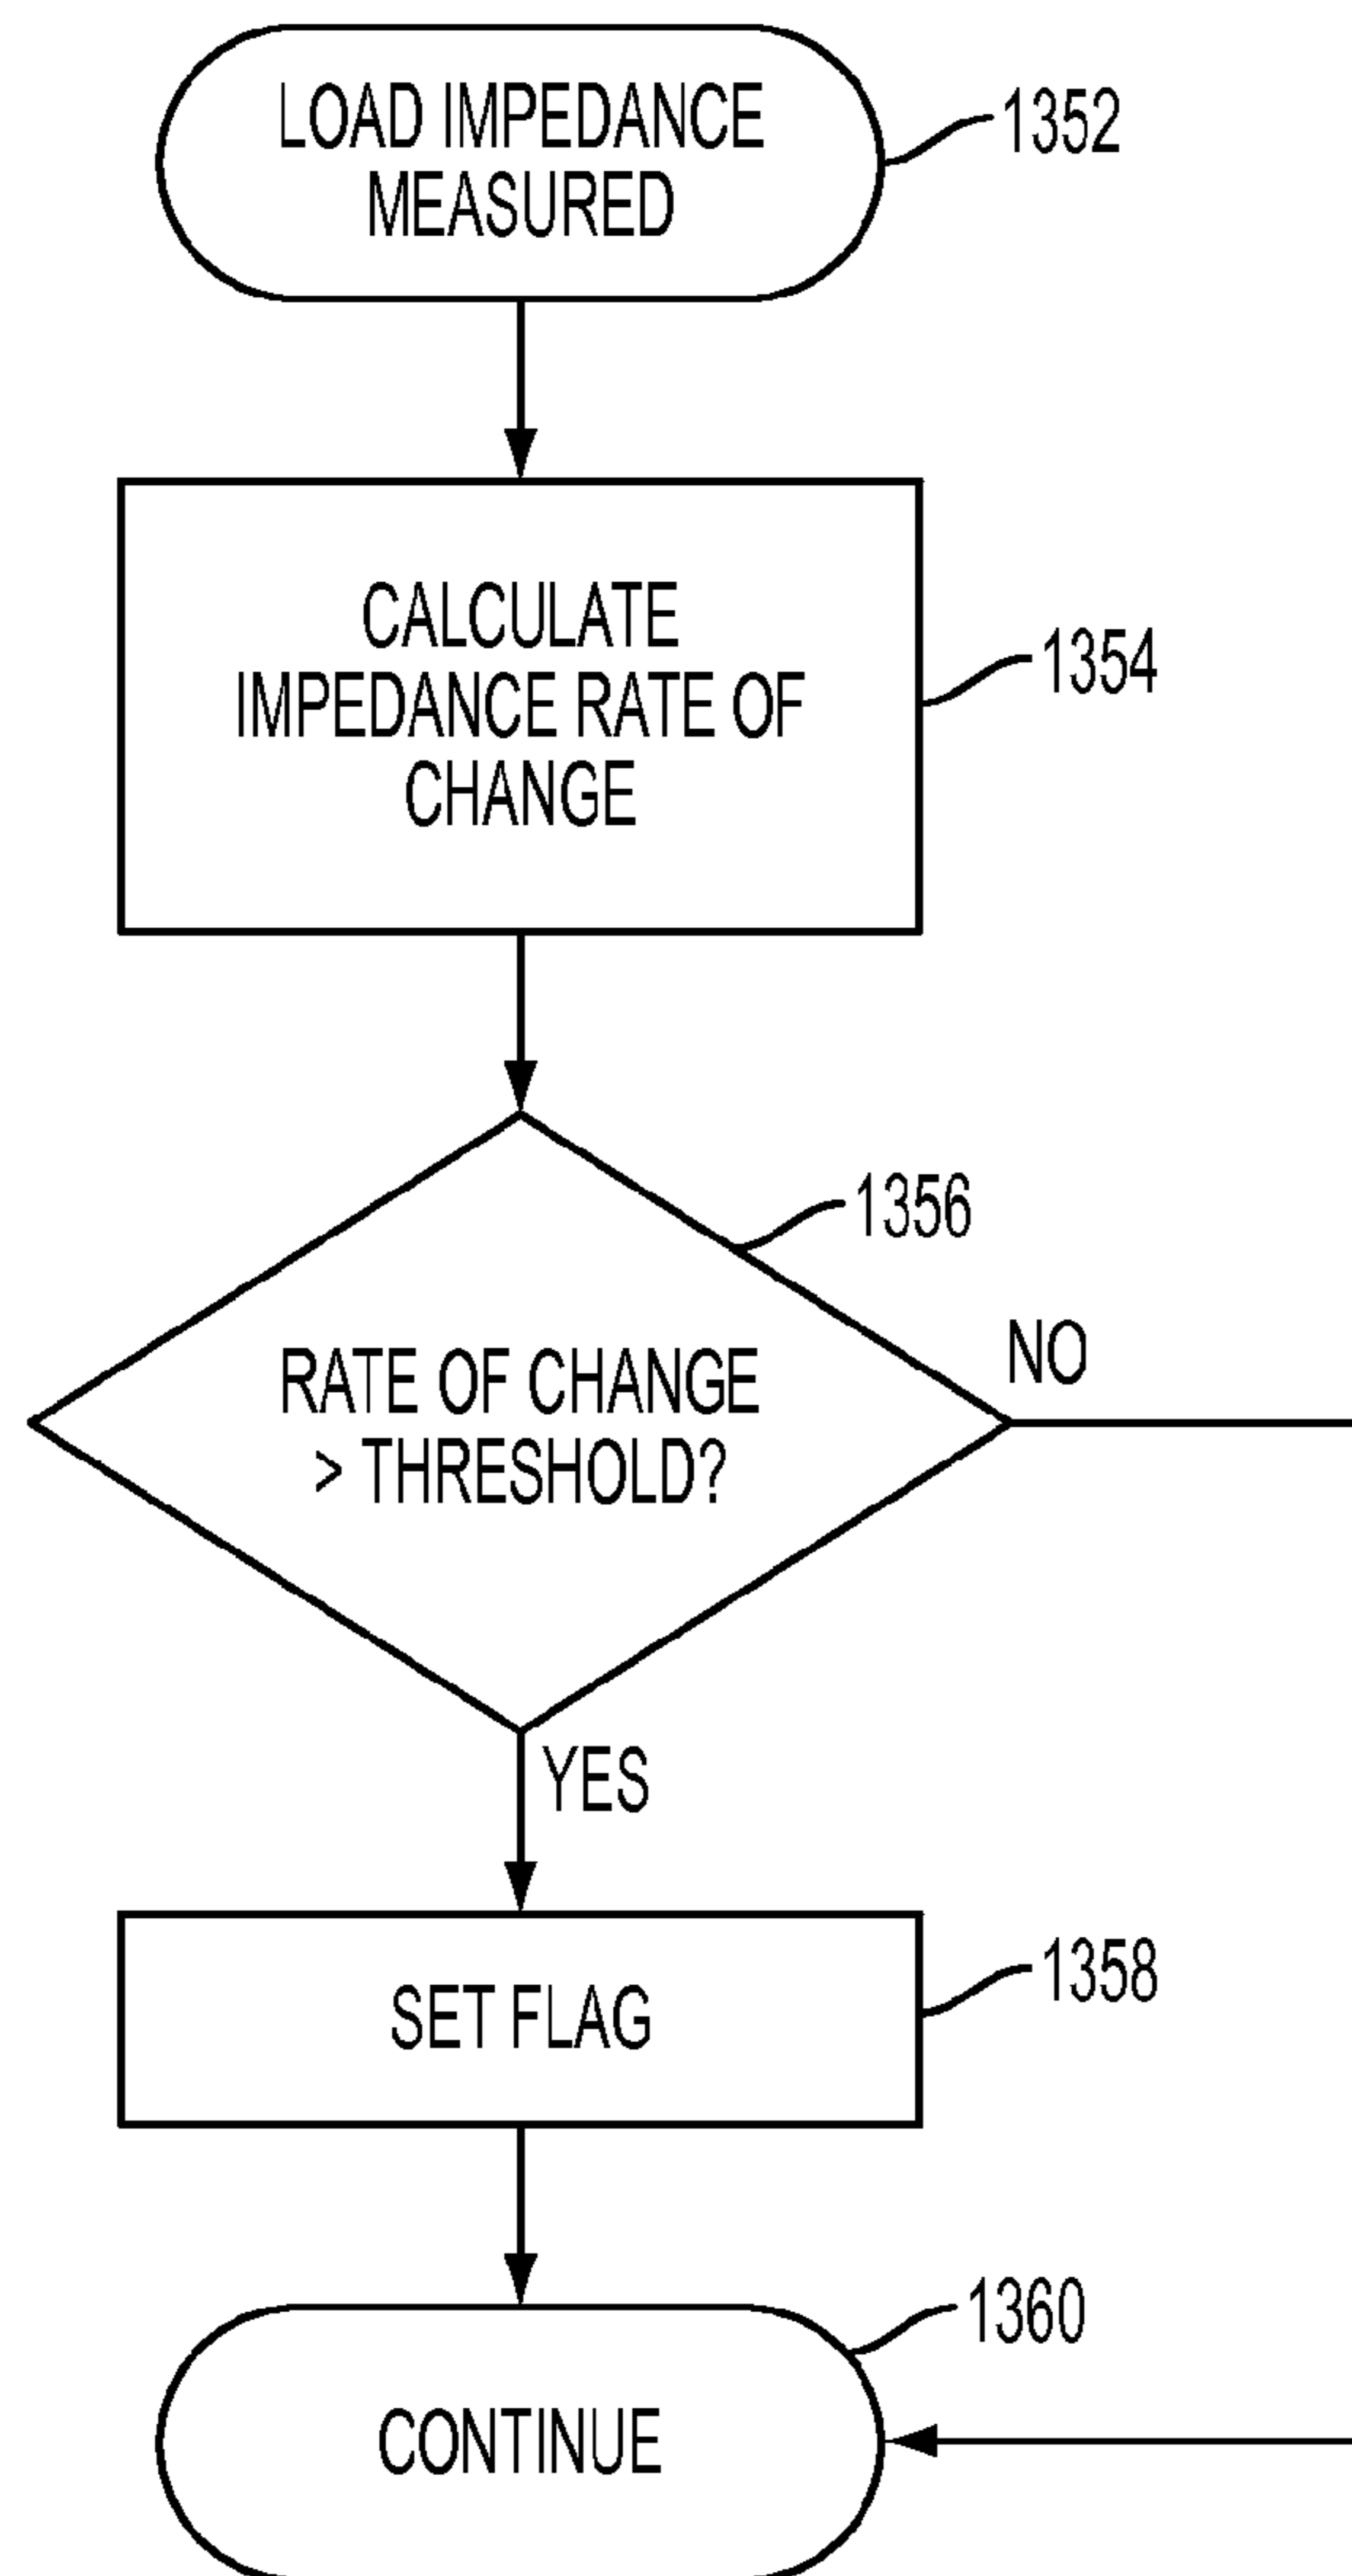 LOAD IMPEDANCE
MEASURED
1352
CALCULATE
IMPEDANCE RATE OF
CHANGE
1354
1356
RATE OF CHANGE
> THRESHOLD?
NO
YES
SET FLAG
1358
1360
CONTINUE